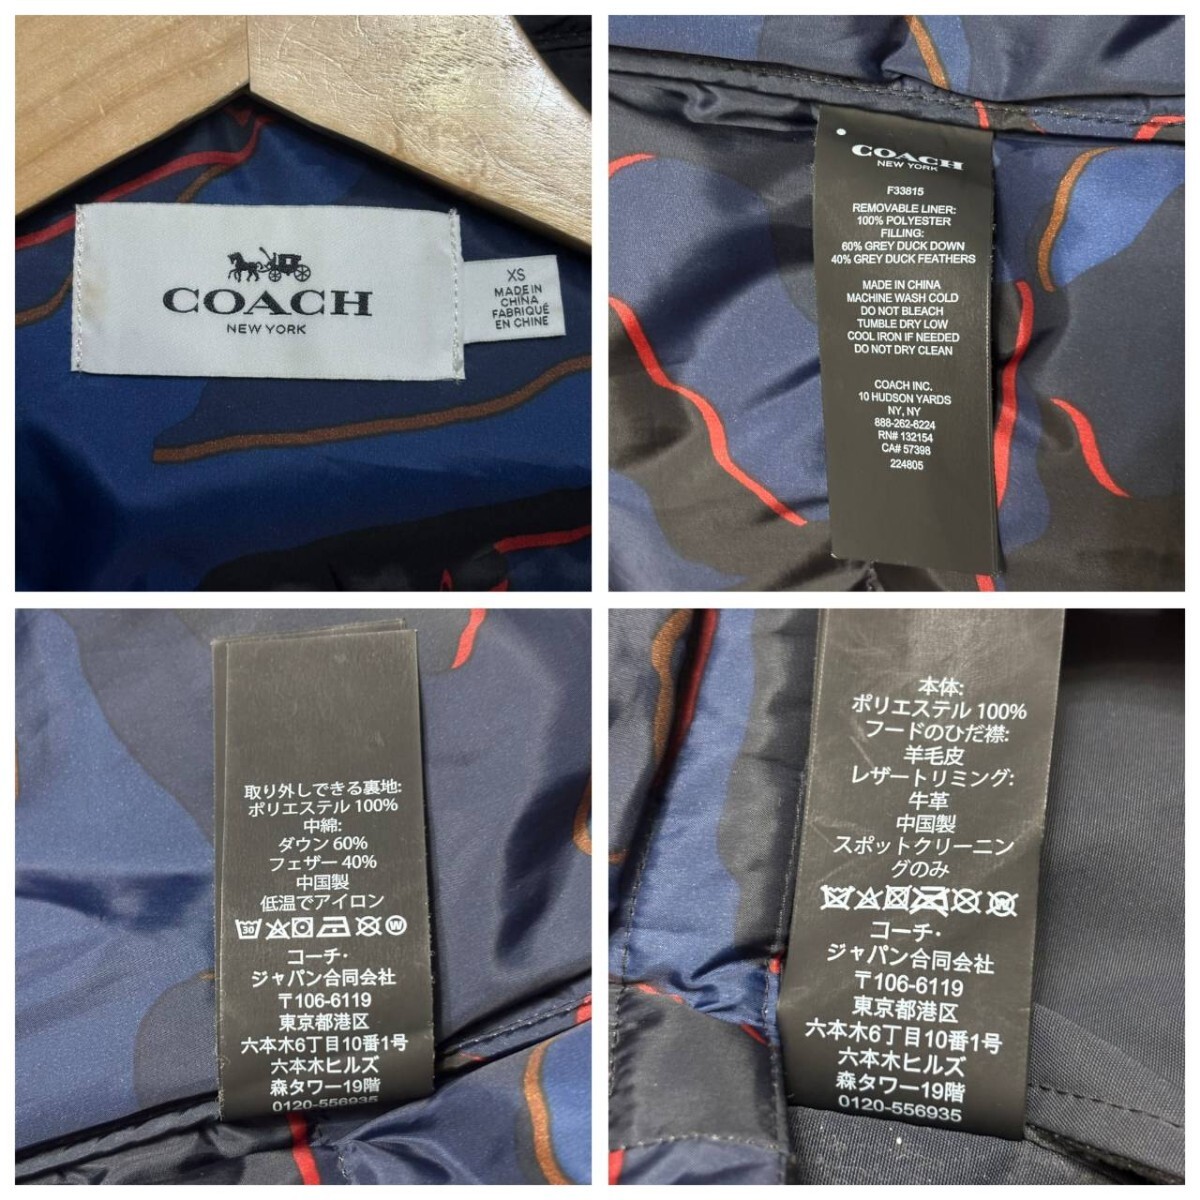 COACH
NEW YORK
XS
MADE IN
CHINA
FABRIQUÉ
EN CHINE
COACH
NEW YORK
F33815
REMOVABLE LINER:
100% POLYESTER
FILLING:
60% GREY DUCK DOWN
40% GREY DUCK FEATHERS
MADE IN CHINA
MACHINE WASH COLD
DO NOT BLEACH
TUMBLE DRY LOW
COOL IRON IF NEEDED
DO NOT DRY CLEAN
COACH INC.
10 HUDSON YARDS
NY, NY
888-262-6224
RN# 132154
CA# 57398
224805
取り外しできる裏地:
ポリエステル 100%
中綿:
ダウン 60%
フェザー 40%
中国製
低温でアイロン
30 W
コーチ・
ジャパン合同会社
〒106-6119
東京都港区
六本木6丁目10番1号
六本木ヒルズ
森タワー19階
0120-556935
本体:
ポリエステル 100%
フードのひだ襟:
羊毛皮
レザートリミング:
牛革
中国製
スポットクリーニン
グのみ
W
コーチ・
ジャパン合同会社
〒106-6119
東京都港区
六本木6丁目10番1号
六本木ヒルズ
森タワー19階
0120-556935